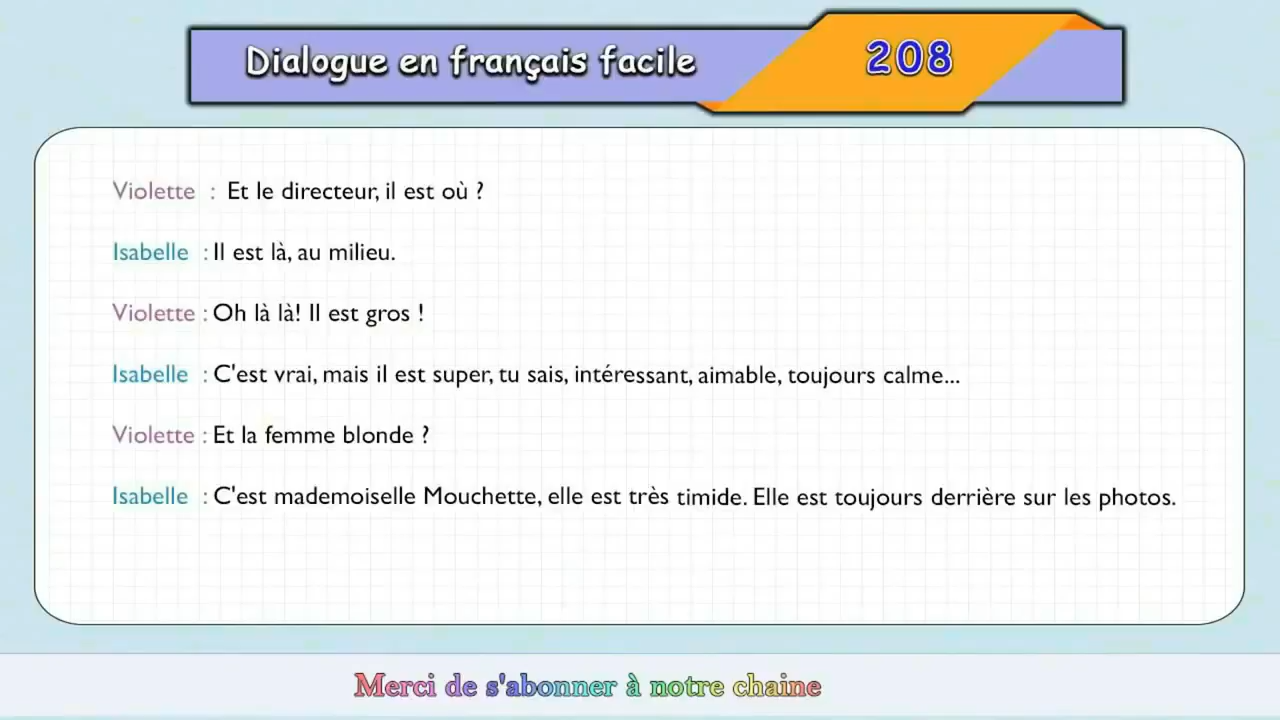 Dialogue en français facile 208
Violette : Et le directeur, il est où ?
Isabelle : Il est là, au milieu.
Violette : Oh là là! Il est gros !
Isabelle : C'est vrai, mais il est super, tu sais, intéressant, aimable, toujours calme...
Violette : Et la femme blonde ?
Isabelle : C'est mademoiselle Mouchette, elle est très timide. Elle est toujours derrière sur les photos.
Merci de s'abonner à notre chaine